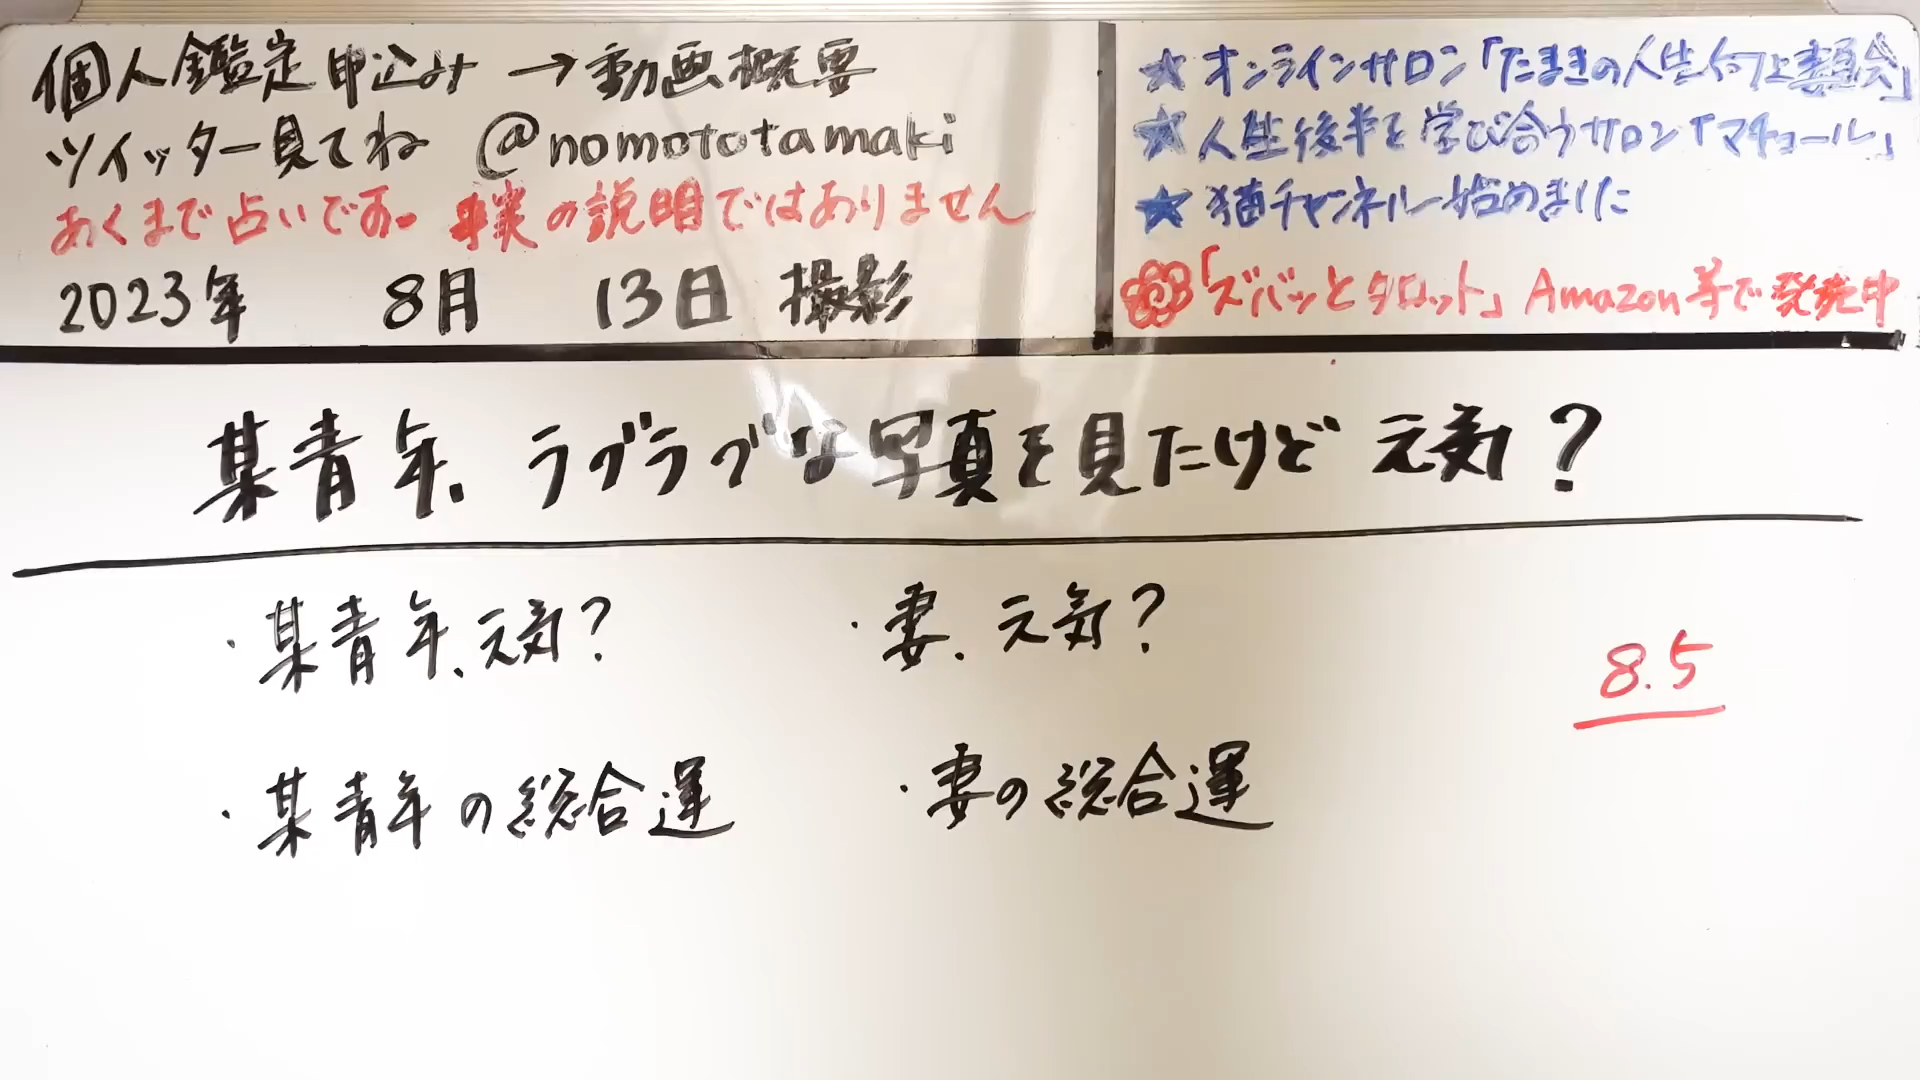 個人鑑定申込み→動画概要
ツイッター見てね @nomototamaki
あくまで占いです。事実の説明ではありません
2023年 8月 13日 撮影
★オンラインサロン「たまきの人生向上委員会」
★人生後半を学び合うサロン「マチュール」
★猫チャンネル始めました
「ズバッとタロット」Amazon等で発売中
某青年、ラブラブな写真を見たけど元気?
・某青年、元気?
・妻、元気?
8.5
・某青年の総合運
・妻の総合運